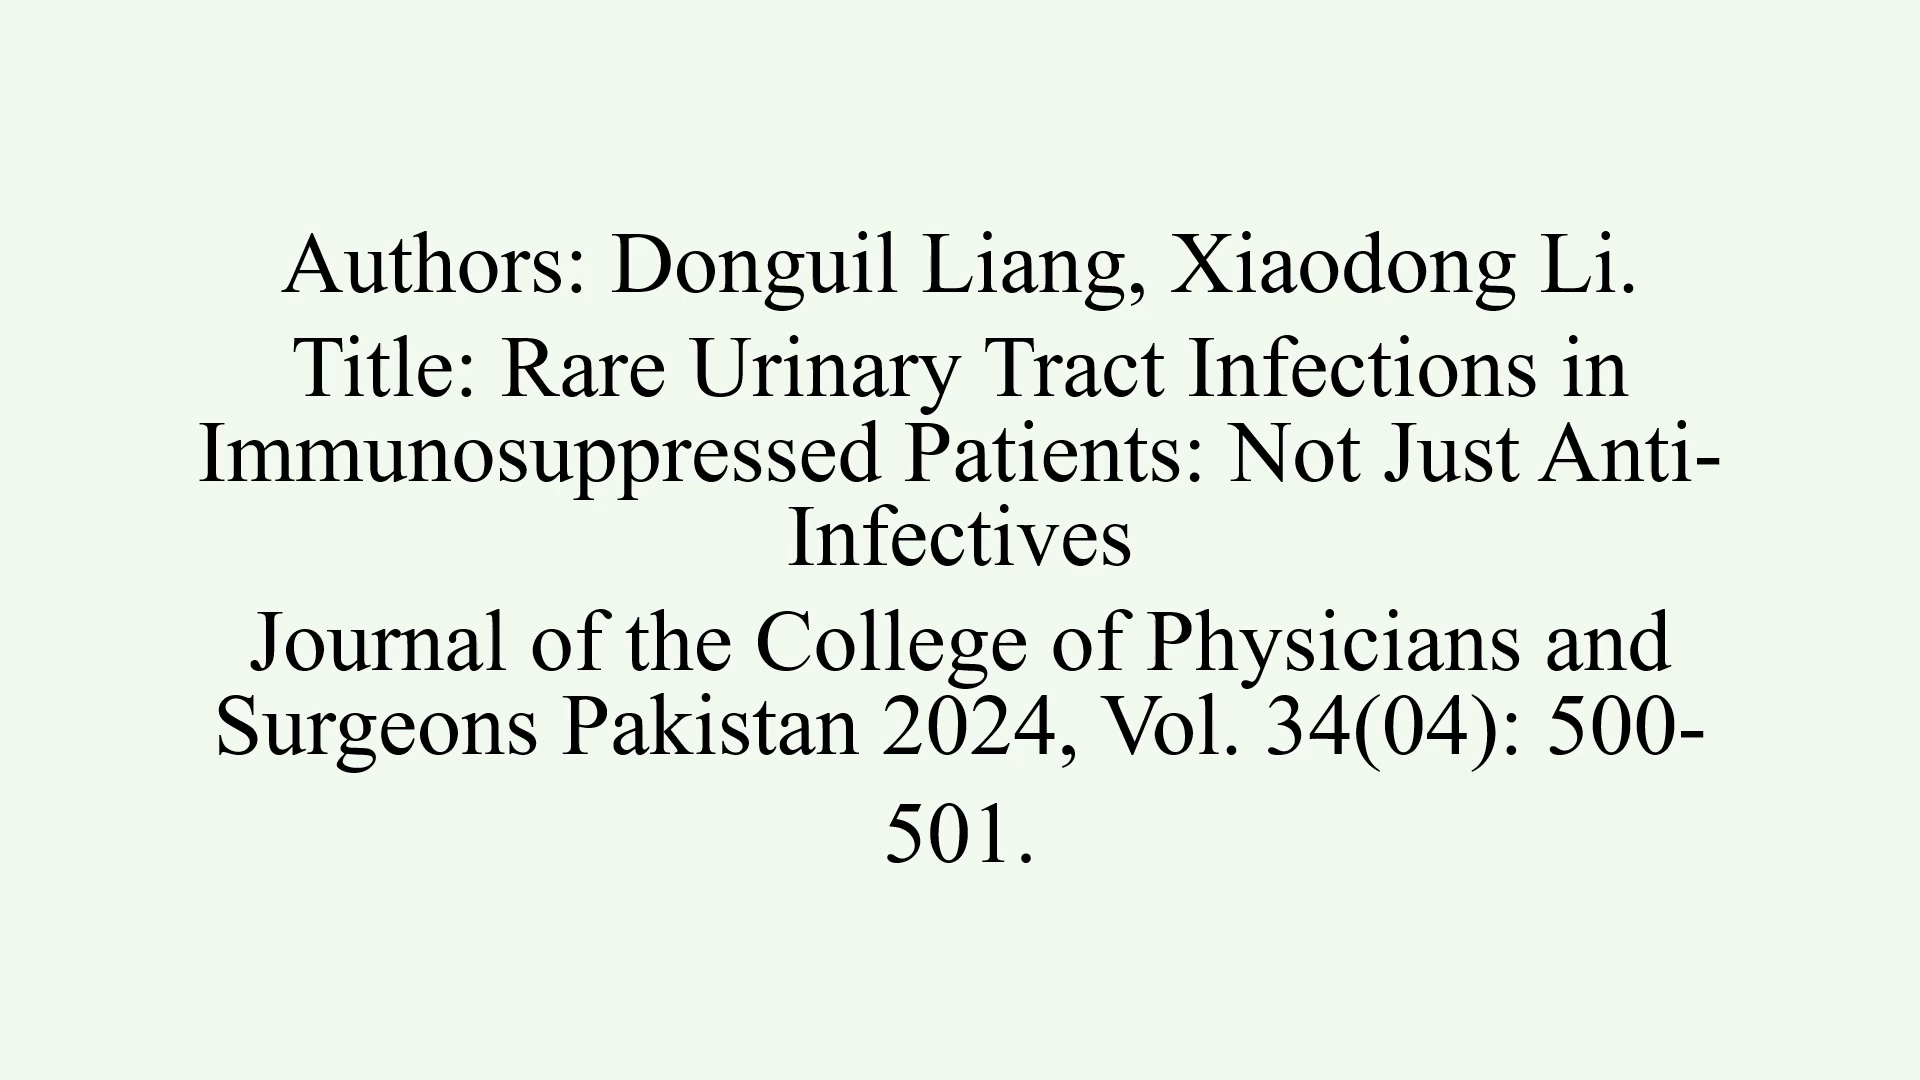 Authors: Donguil Liang, Xiaodong Li.
Title: Rare Urinary Tract Infections in
Immunosuppressed Patients: Not Just Anti-
Infectives
Journal of the College of Physicians and
Surgeons Pakistan 2024, Vol. 34(04): 500-
501.